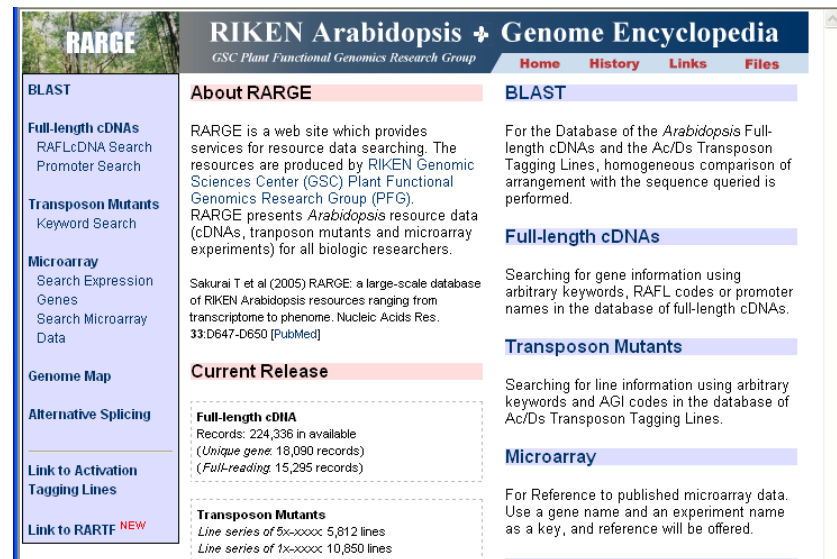 RARGE
RIKEN Arabidopsis Genome Encyclopedia
GSC Plant Functional Genomics Research Group
Home History Links Files
BLAST
Full-length cDNAs
RAFLcDNA Search
Promoter Search
Transposon Mutants
Keyword Search
Microarray
Search Expression
Genes
Search Microarray
Data
Genome Map
Alternative Splicing
Link to Activation
Tagging Lines
Link to RARTF NEW
About RARGE
RARGE is a web site which provides
services for resource data searching. The
resources are produced by RIKEN Genomic
Sciences Center (GSC) Plant Functional
Genomics Research Group (PFG).
RARGE presents Arabidopsis resource data
(cDNAs, tranposon mutants and microarray
experiments) for all biologic researchers.
Sakurai T et al (2005) RARGE: a large-scale database
of RIKEN Arabidopsis resources ranging from
transcriptome to phenome. Nucleic Acids Res.
33:D647-D650 [PubMed]
Current Release
Full-length cDNA
Records: 224,336 in available
(Unique gene: 18,090 records)
(Full-reading: 15,295 records)
Transposon Mutants
Line series of 5x-xxxx: 5,812 lines
Line series of 1x-xxxx: 10,850 lines
BLAST
For the Database of the Arabidopsis Full-
length cDNAs and the Ac/Ds Transposon
Tagging Lines, homogeneous comparison of
arrangement with the sequence queried is
performed.
Full-length cDNAs
Searching for gene information using
arbitrary keywords, RAFL codes or promoter
names in the database of full-length cDNAs.
Transposon Mutants
Searching for line information using arbitrary
keywords and AGI codes in the database of
Ac/Ds Transposon Tagging Lines.
Microarray
For Reference to published microarray data.
Use a gene name and an experiment name
as a key, and reference will be offered.